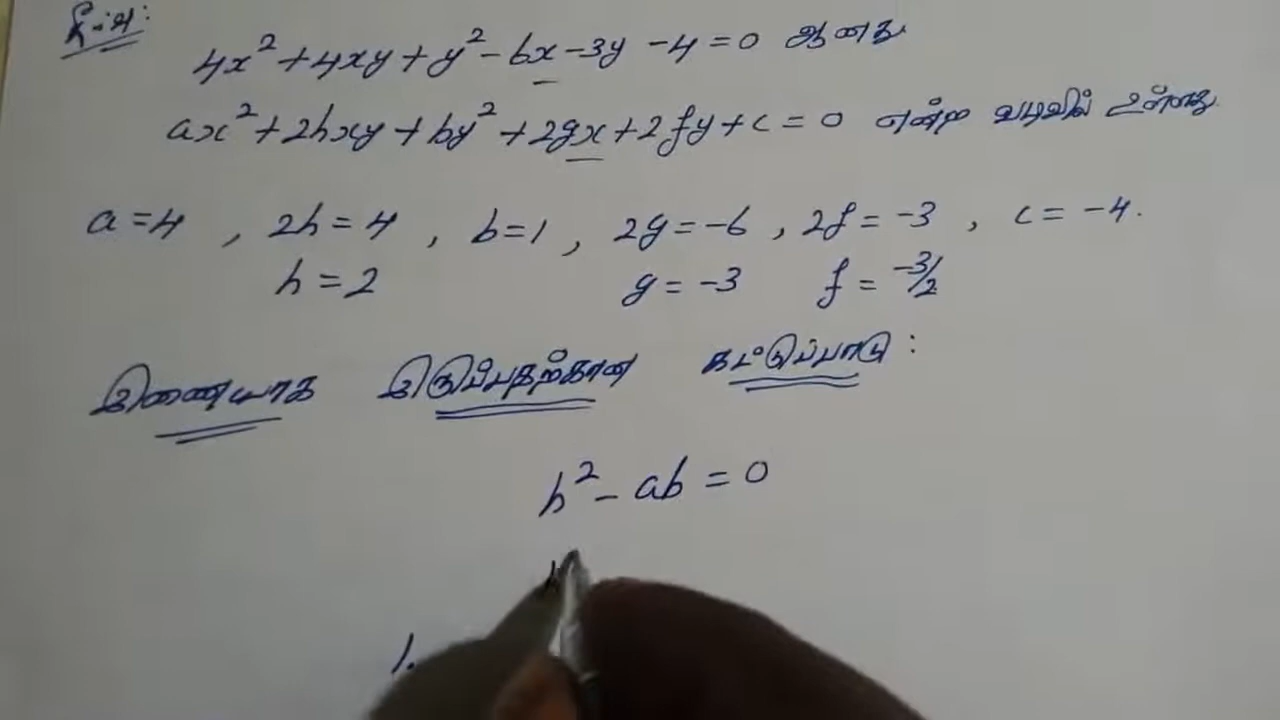 தீர்வு:
4x² + 4xy + y² - 6x - 3y - 4 = 0 ஆனது
ax² + 2hxy + by² + 2gx + 2fy + c = 0 என்ற வடிவில் உள்ளது.
a = 4 , 2h = 4 , b = 1 , 2g = -6 , 2f = -3 , c = -4.
h = 2 g = -3 f = -3/2
இணையாக இருப்பதற்கான கட்டுப்பாடு :
h² - ab = 0
1.